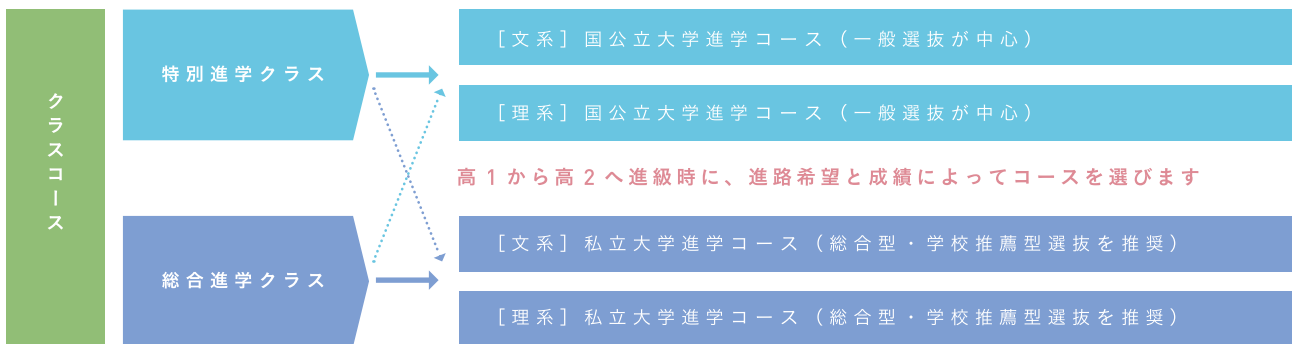 クラスコース
特別進学クラス
[文系]国公立大学進学コース(一般選抜が中心)
[理系]国公立大学進学コース(一般選抜が中心)
高1から高2へ進級時に、進路希望と成績によってコースを選びます
総合進学クラス
[文系]私立大学進学コース(総合型・学校推薦型選抜を推奨)
[理系]私立大学進学コース(総合型・学校推薦型選抜を推奨)